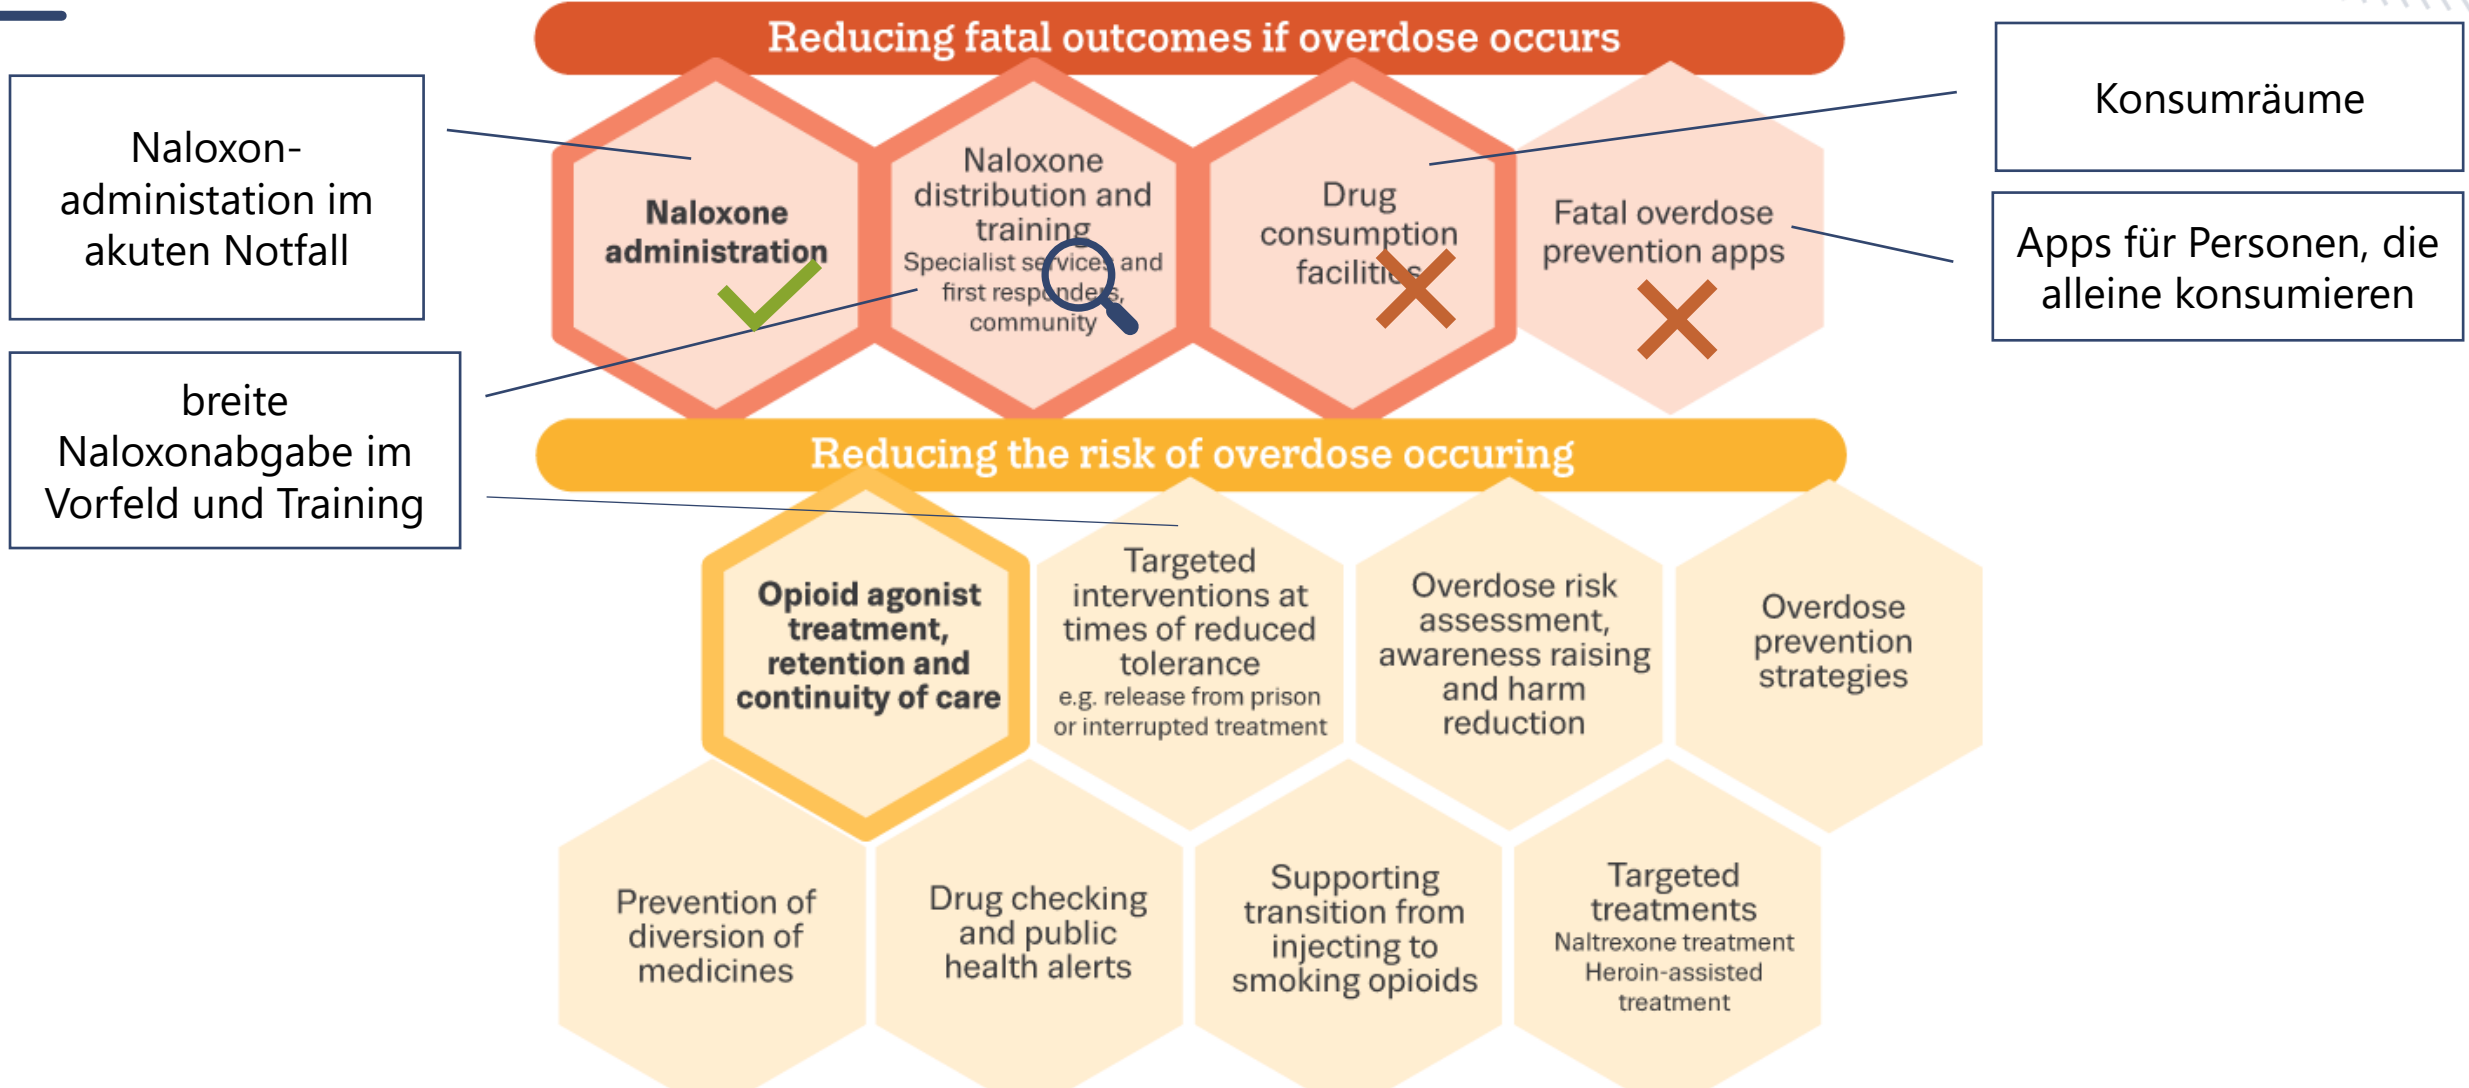 Reducing fatal outcomes if overdose occurs
Naloxon-
administation im
akuten Notfall
breite
Naloxonabgabe im
Vorfeld und Training
Naloxone
administration
Naloxone
distribution and
training
Specialist services and
first responders,
community
Drug
consumption
facilities
Fatal overdose
prevention apps
Konsumräume
Apps für Personen, die
alleine konsumieren
Reducing the risk of overdose occuring
Opioid agonist
treatment,
retention and
continuity of care
Targeted
interventions at
times of reduced
tolerance
e.g. release from prison
or interrupted treatment
Overdose risk
assessment,
awareness raising
and harm
reduction
Overdose
prevention
strategies
Prevention of
diversion of
medicines
Drug checking
and public
health alerts
Supporting
transition from
injecting to
smoking opioids
Targeted
treatments
Naltrexone treatment
Heroin-assisted
treatment